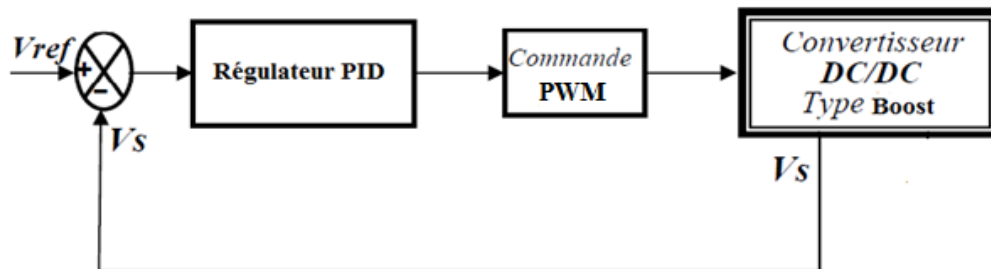 Vref
+
-
Vs
Régulateur PID
Commande
PWM
Convertisseur
DC/DC
Type Boost
Vs